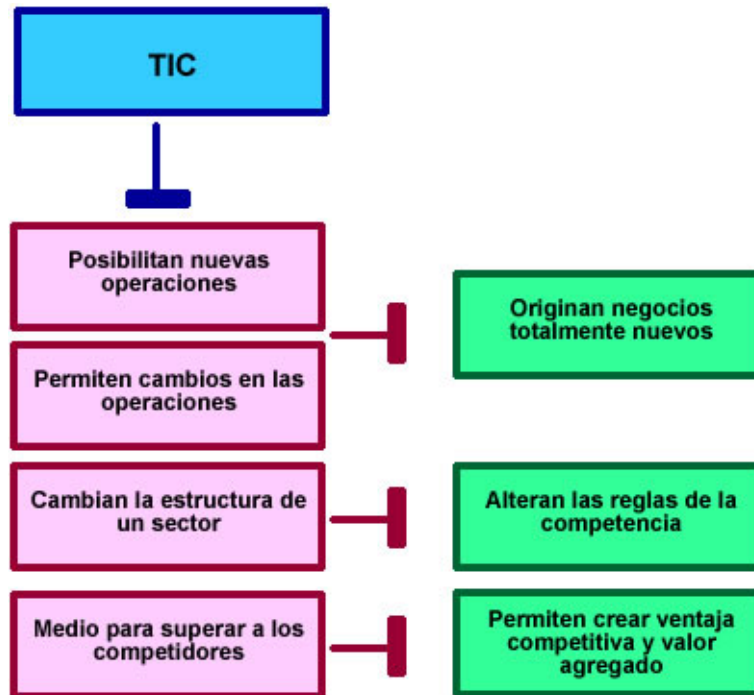 TIC
Posibilitan nuevas
operaciones
Originan negocios
totalmente nuevos
Permiten cambios en las
operaciones
Cambian la estructura de
un sector
Alteran las reglas de la
competencia
Medio para superar a los
competidores
Permiten crear ventaja
competitiva y valor
agregado